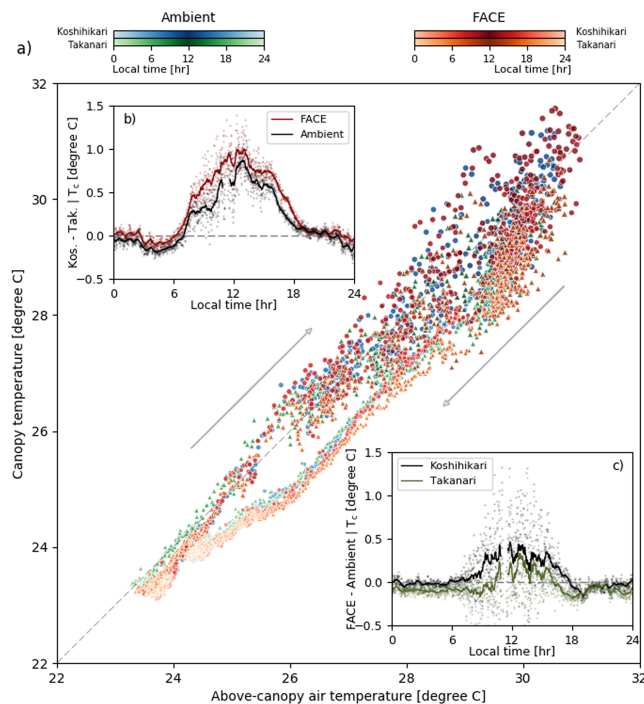 Ambient FACE
Koshihikari Koshihikari
Takanari Takanari
0 6 12 18 24 0 6 12 18 24
Local time [hr] Local time [hr]
a)
32
30
28
26
24
22
Canopy temperature [degree C]
22 24 26 28 30 32
Above-canopy air temperature [degree C]
b)
1.5
1.0
0.5
0.0
−0.5
Kos. - Tak. | Tc [degree C]
FACE
Ambient
0 6 12 18 24
Local time [hr]
c)
1.5
1.0
0.5
0.0
−0.5
FACE - Ambient | Tc [degree C]
Koshihikari
Takanari
0 6 12 18 24
Local time [hr]